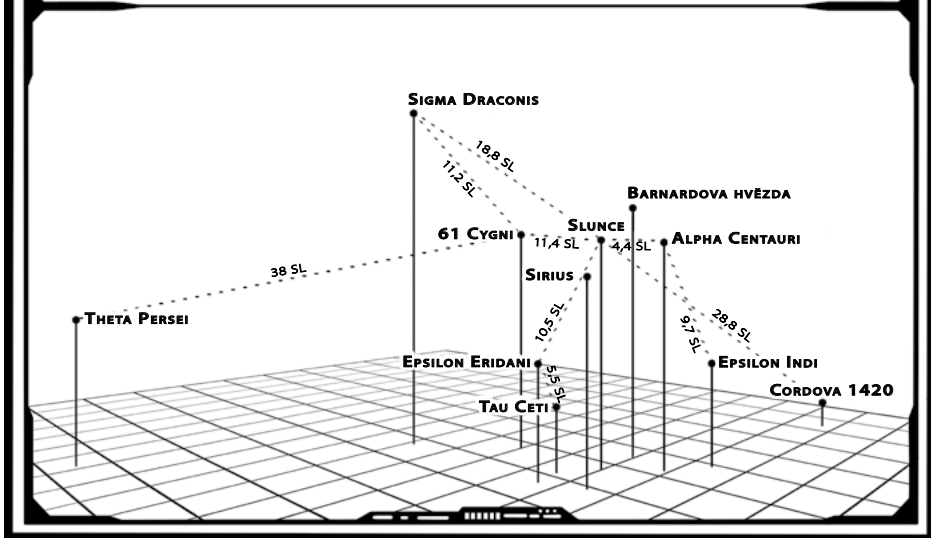 Sigma Draconis
18,8 SL
11,2 SL
Barnardova hvězda
Slunce
61 Cygni
11,4 SL
4,4 SL
Alpha Centauri
38 SL
Sirius
Theta Persei
10,5 SL
28,8 SL
9,7 SL
Epsilon Eridani
5,5 SL
Epsilon Indi
Cordova 1420
Tau Ceti